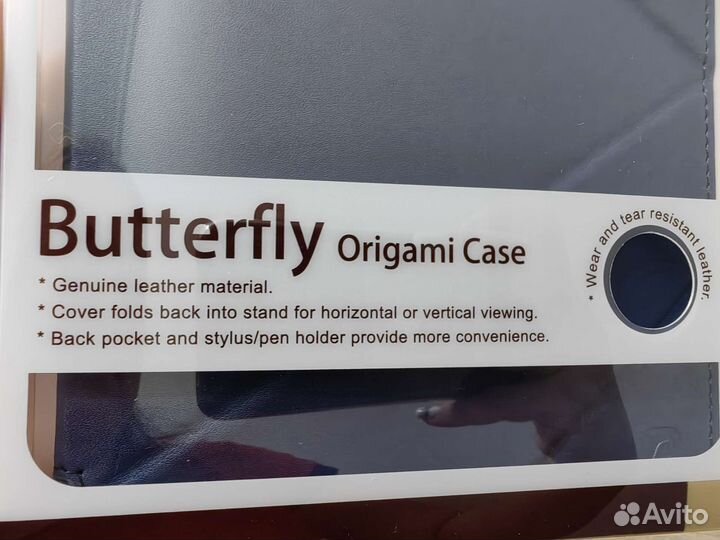 Butterfly Origami Case
* Genuine leather material.
* Cover folds back into stand for horizontal or vertical viewing.
* Back pocket and stylus/pen holder provide more convenience.
* Wear and tear resistant leather.
Avito